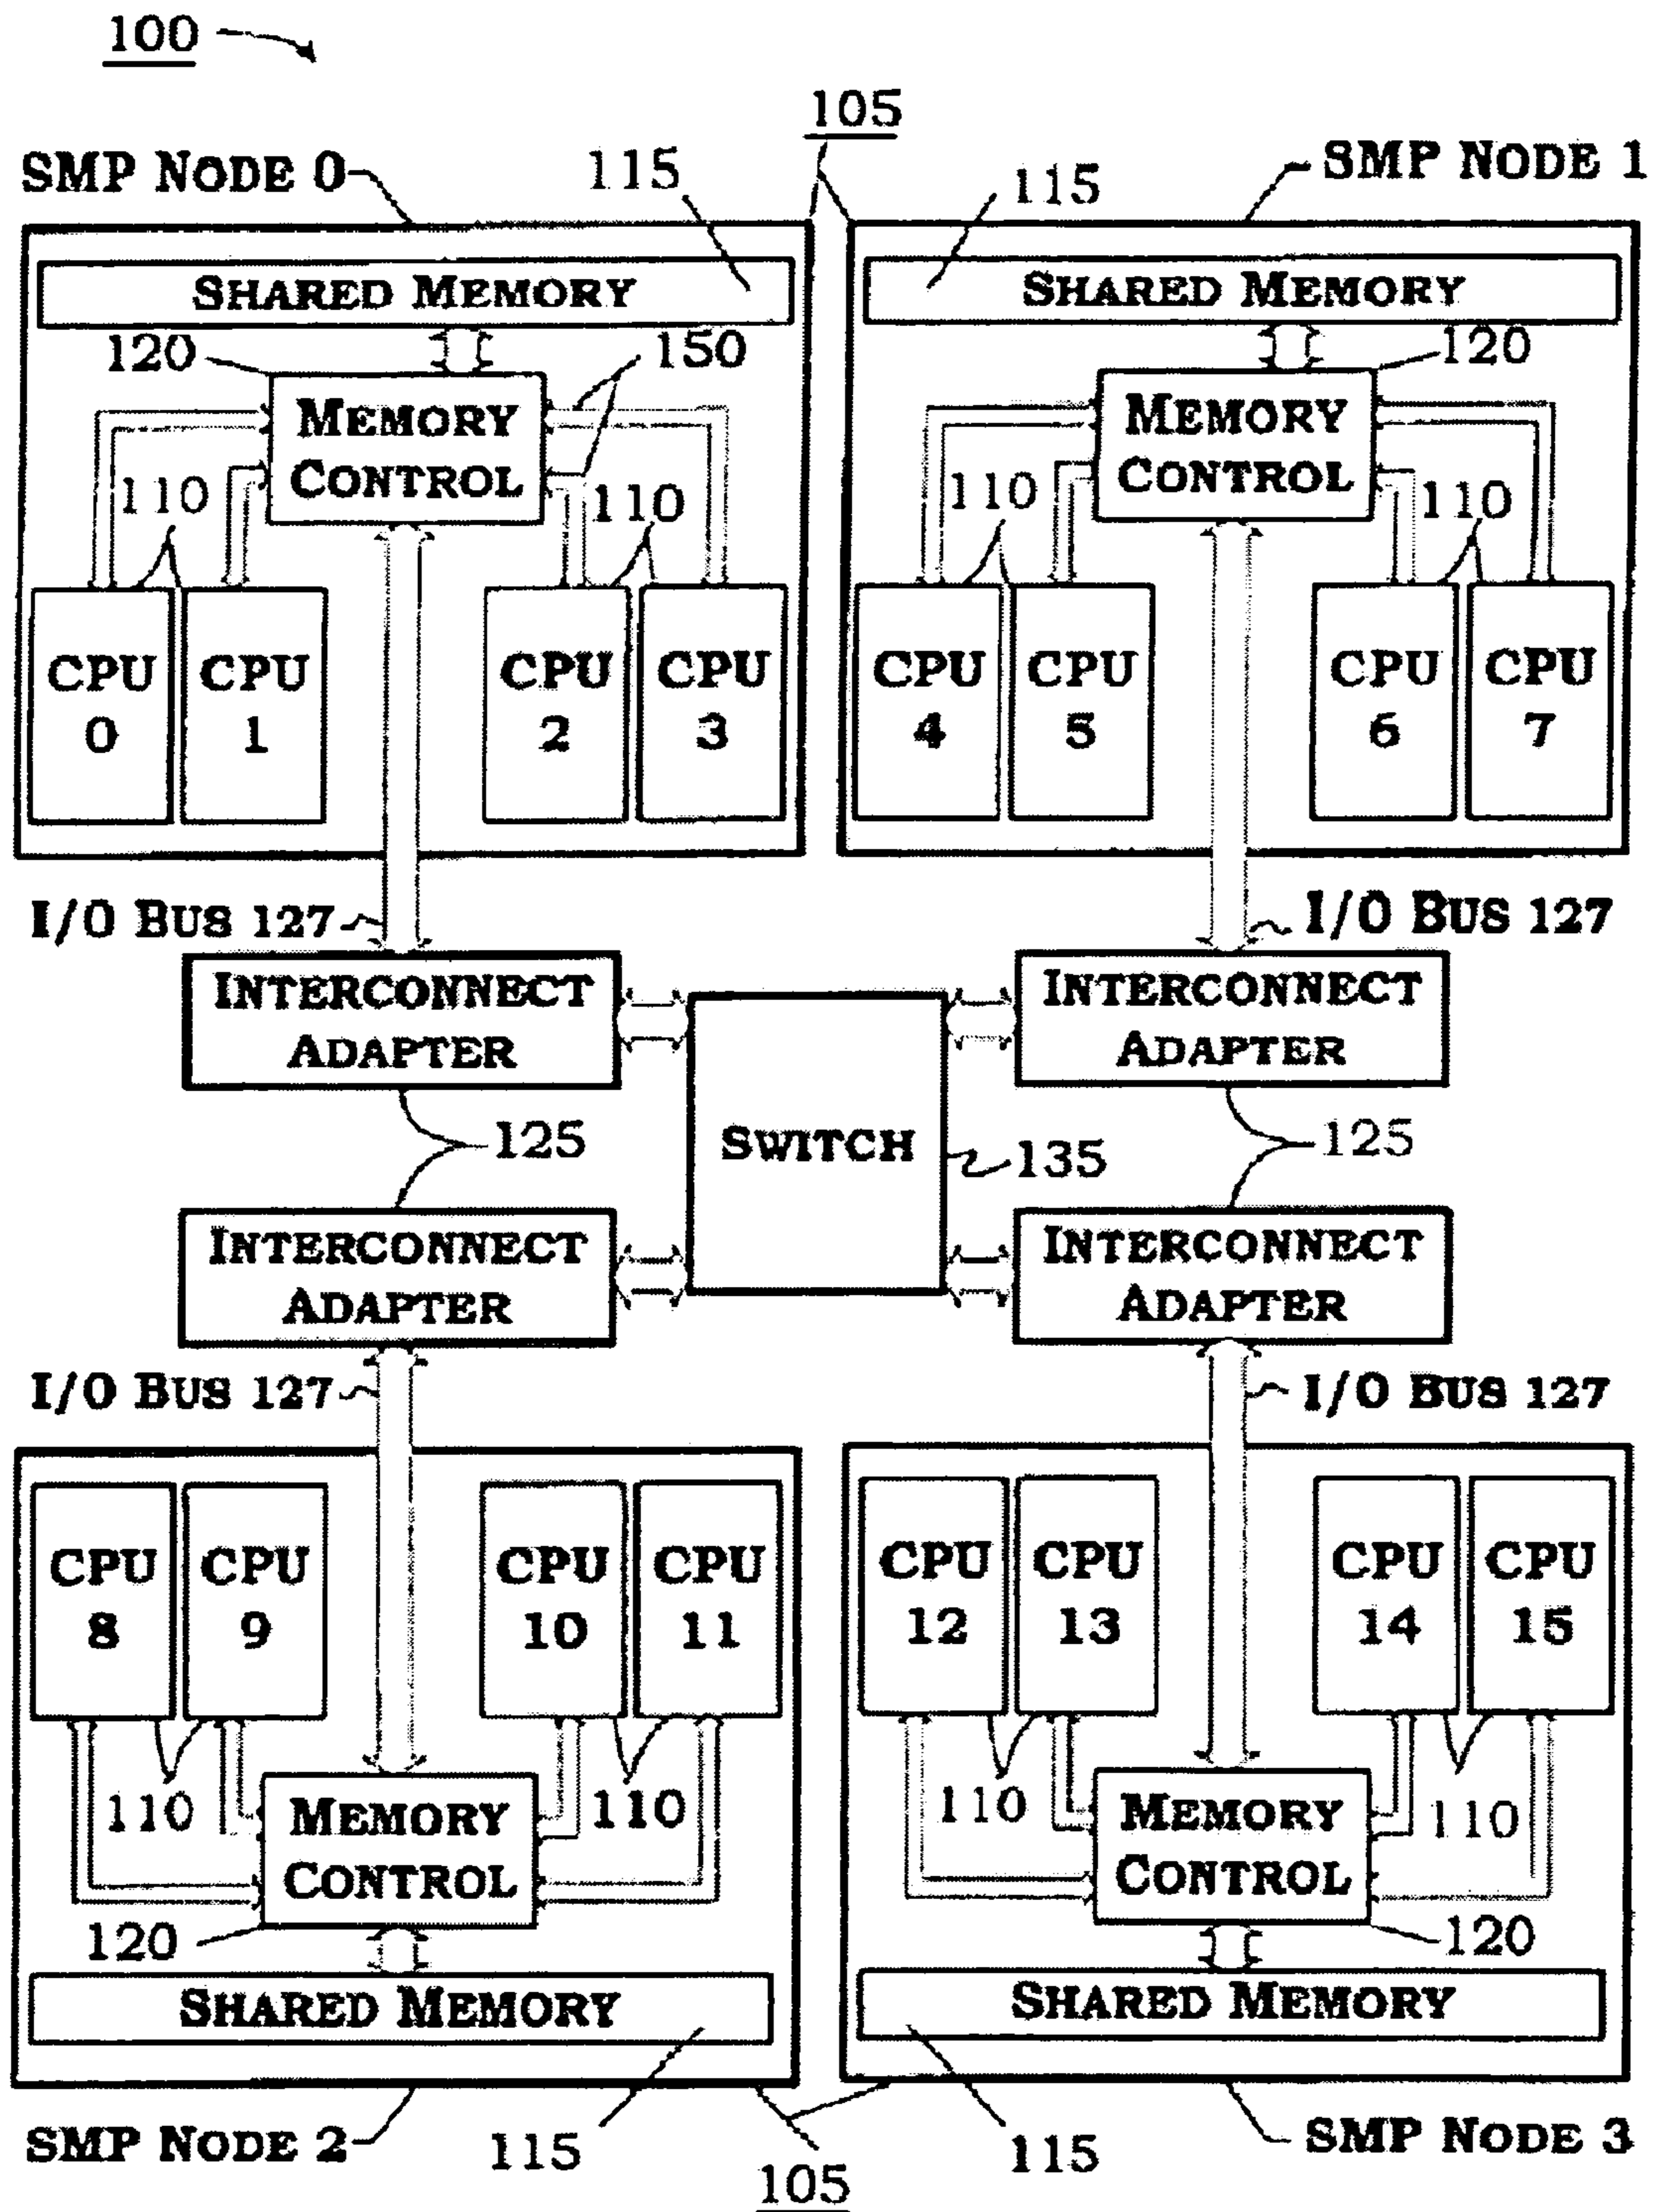 100
105
SMP NODE 0
115
115
SMP NODE 1
SHARED MEMORY
SHARED MEMORY
120
150
120
MEMORY
CONTROL
MEMORY
CONTROL
110
110
110
110
CPU
0
CPU
1
CPU
2
CPU
3
CPU
4
CPU
5
CPU
6
CPU
7
I/O BUS 127
I/O BUS 127
INTERCONNECT
ADAPTER
INTERCONNECT
ADAPTER
125
SWITCH
135
125
INTERCONNECT
ADAPTER
INTERCONNECT
ADAPTER
I/O BUS 127
I/O BUS 127
CPU
8
CPU
9
CPU
10
CPU
11
CPU
12
CPU
13
CPU
14
CPU
15
110
110
110
110
MEMORY
CONTROL
MEMORY
CONTROL
120
120
SHARED MEMORY
SHARED MEMORY
SMP NODE 2
115
105
115
SMP NODE 3